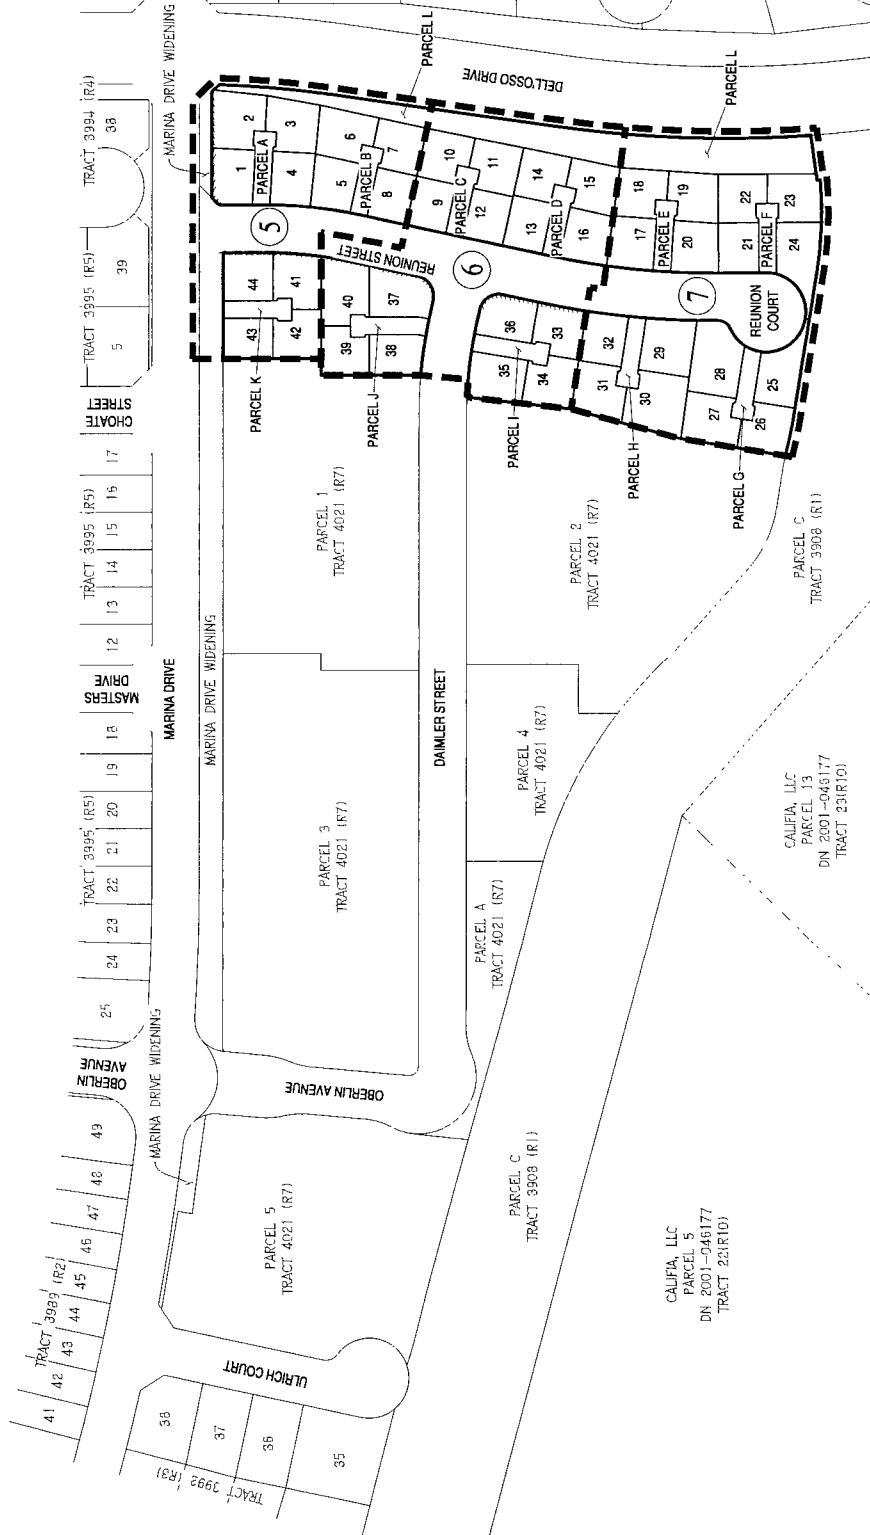 TRACT 3994 (R4)
38
TRACT 3995 (R5)
39
5
CHOATE
STREET
TRACT 3995 (R5)
17
16
15
14
13
12
MASTERS
DRIVE
TRACT 3995 (R5)
18
19
20
21
22
23
24
25
OBERLIN
AVENUE
TRACT 3989 (R2)
49
48
47
46
45
44
43
42
41
MARINA DRIVE WIDENING
MARINA DRIVE
MARINA DRIVE WIDENING
MARINA DRIVE WIDENING
DELL'OSSO DRIVE
PARCEL L
PARCEL L
2
3
1
4
PARCEL A
6
7
5
8
PARCEL B
10
11
9
12
PARCEL C
14
15
13
16
PARCEL D
18
19
17
20
PARCEL E
22
23
21
24
PARCEL F
5
6
7
REUNION STREET
REUNION
COURT
44
41
43
42
PARCEL K
40
37
39
38
PARCEL J
36
33
35
34
PARCEL I
32
29
31
30
PARCEL H
28
25
27
26
PARCEL G
PARCEL 1
TRACT 4021 (R7)
PARCEL 2
TRACT 4021 (R7)
PARCEL C
TRACT 3908 (R1)
DAIMLER STREET
PARCEL 3
TRACT 4021 (R7)
PARCEL 4
TRACT 4021 (R7)
PARCEL A
TRACT 4021 (R7)
CALIFIA, LLC
PARCEL 13
DN 2001-046177
TRACT 23(R10)
OBERLIN AVENUE
PARCEL 5
TRACT 4021 (R7)
PARCEL C
TRACT 3908 (R1)
CALIFIA, LLC
PARCEL 5
DN 2001-046177
TRACT 22(R10)
ULRICH COURT
38
37
36
35
TRACT 3992 (R3)